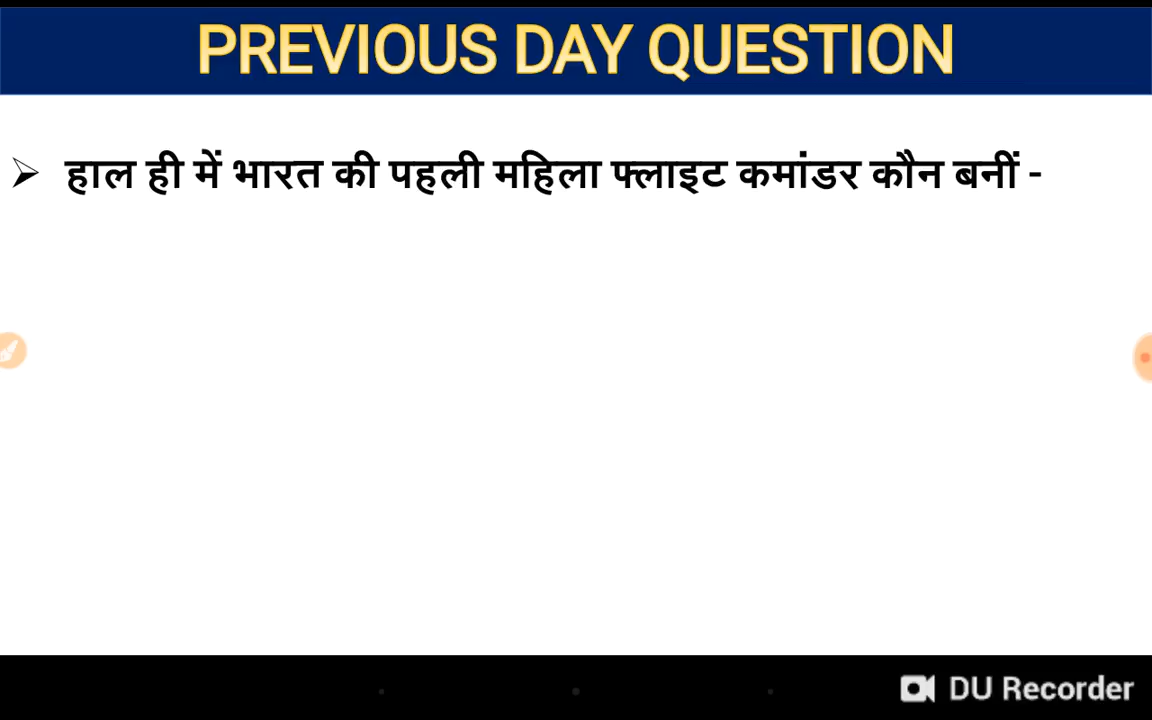 PREVIOUS DAY QUESTION
➢ हाल ही में भारत की पहली महिला फ्लाइट कमांडर कौन बनीं -
DU Recorder